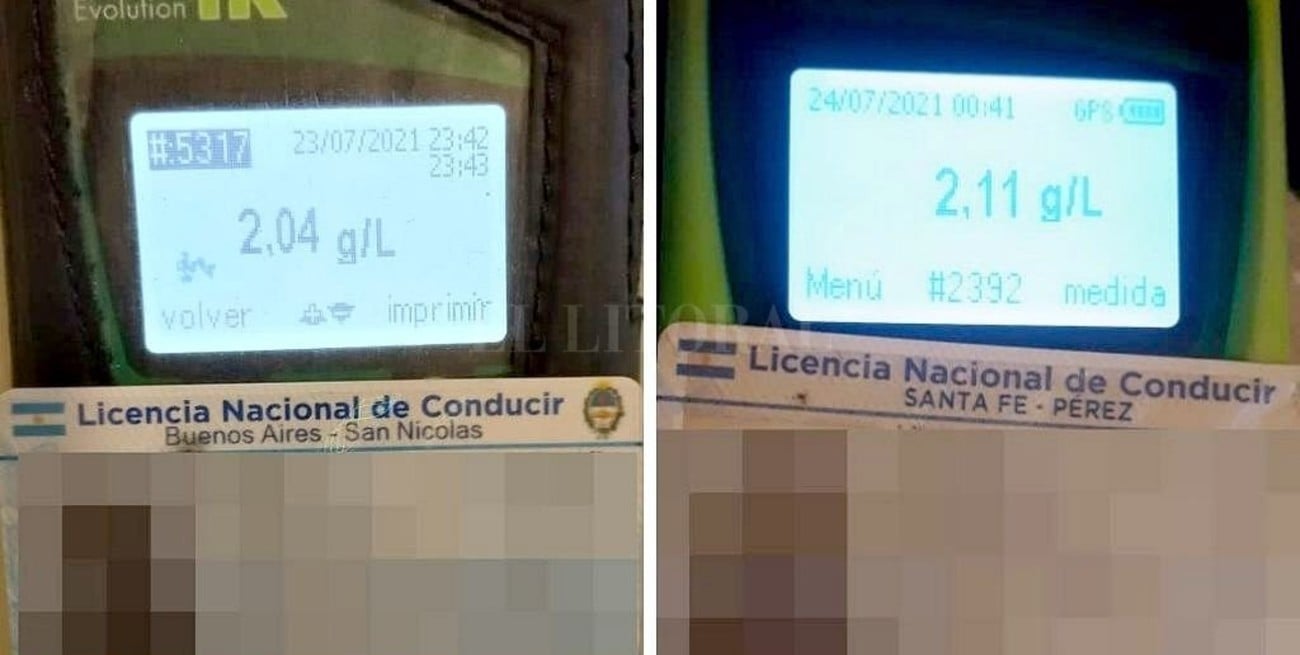 Evolution
#:5317 23/07/2021 23:42
23:43
2,04 g/L
volver imprimir
Licencia Nacional de Conducir
Buenos Aires - San Nicolas
24/07/2021 00:41 GPS
2,11 g/L
Menú #2392 medida
Licencia Nacional de Conducir
SANTA FE - PÉREZ
EL LITORAL